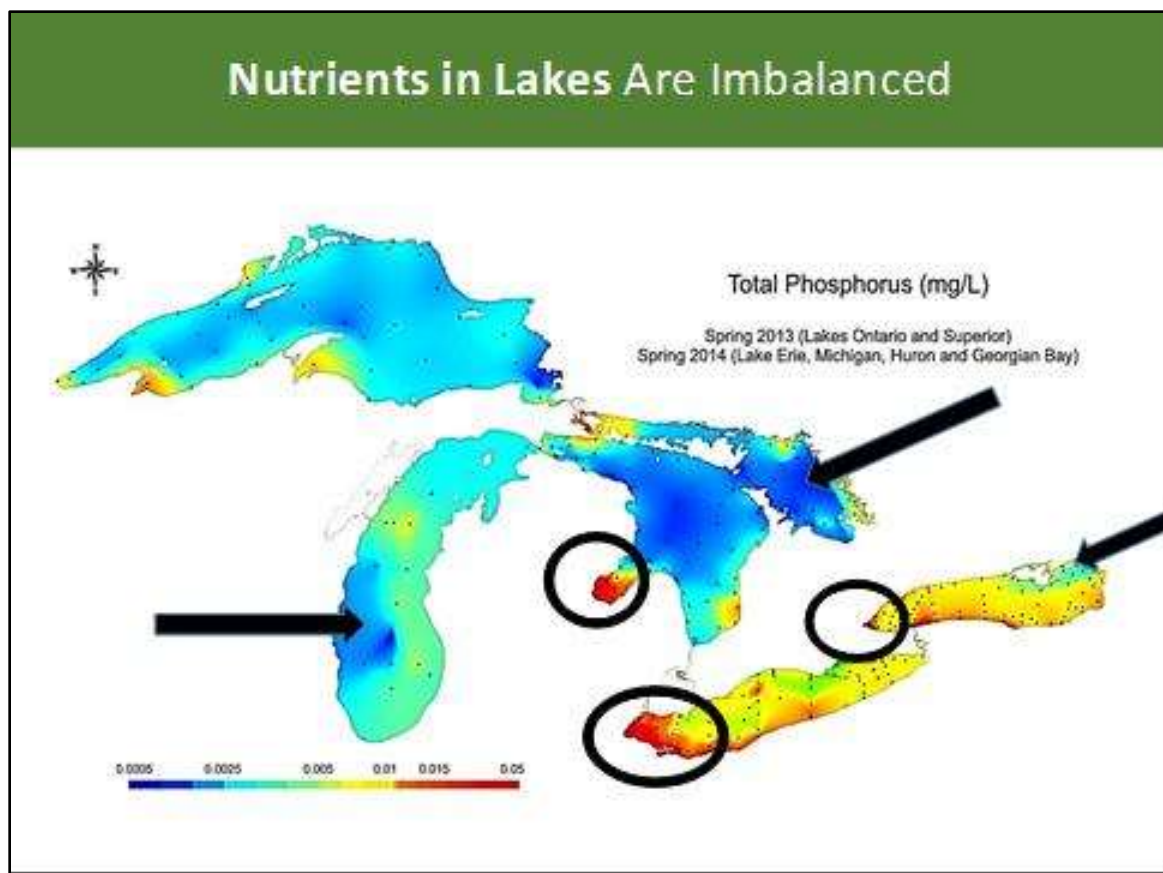 Nutrients in Lakes Are Imbalanced
Total Phosphorus (mg/L)
Spring 2013 (Lakes Ontario and Superior)
Spring 2014 (Lake Erie, Michigan, Huron and Georgian Bay)
0.0005 0.0025 0.005 0.01 0.015 0.05